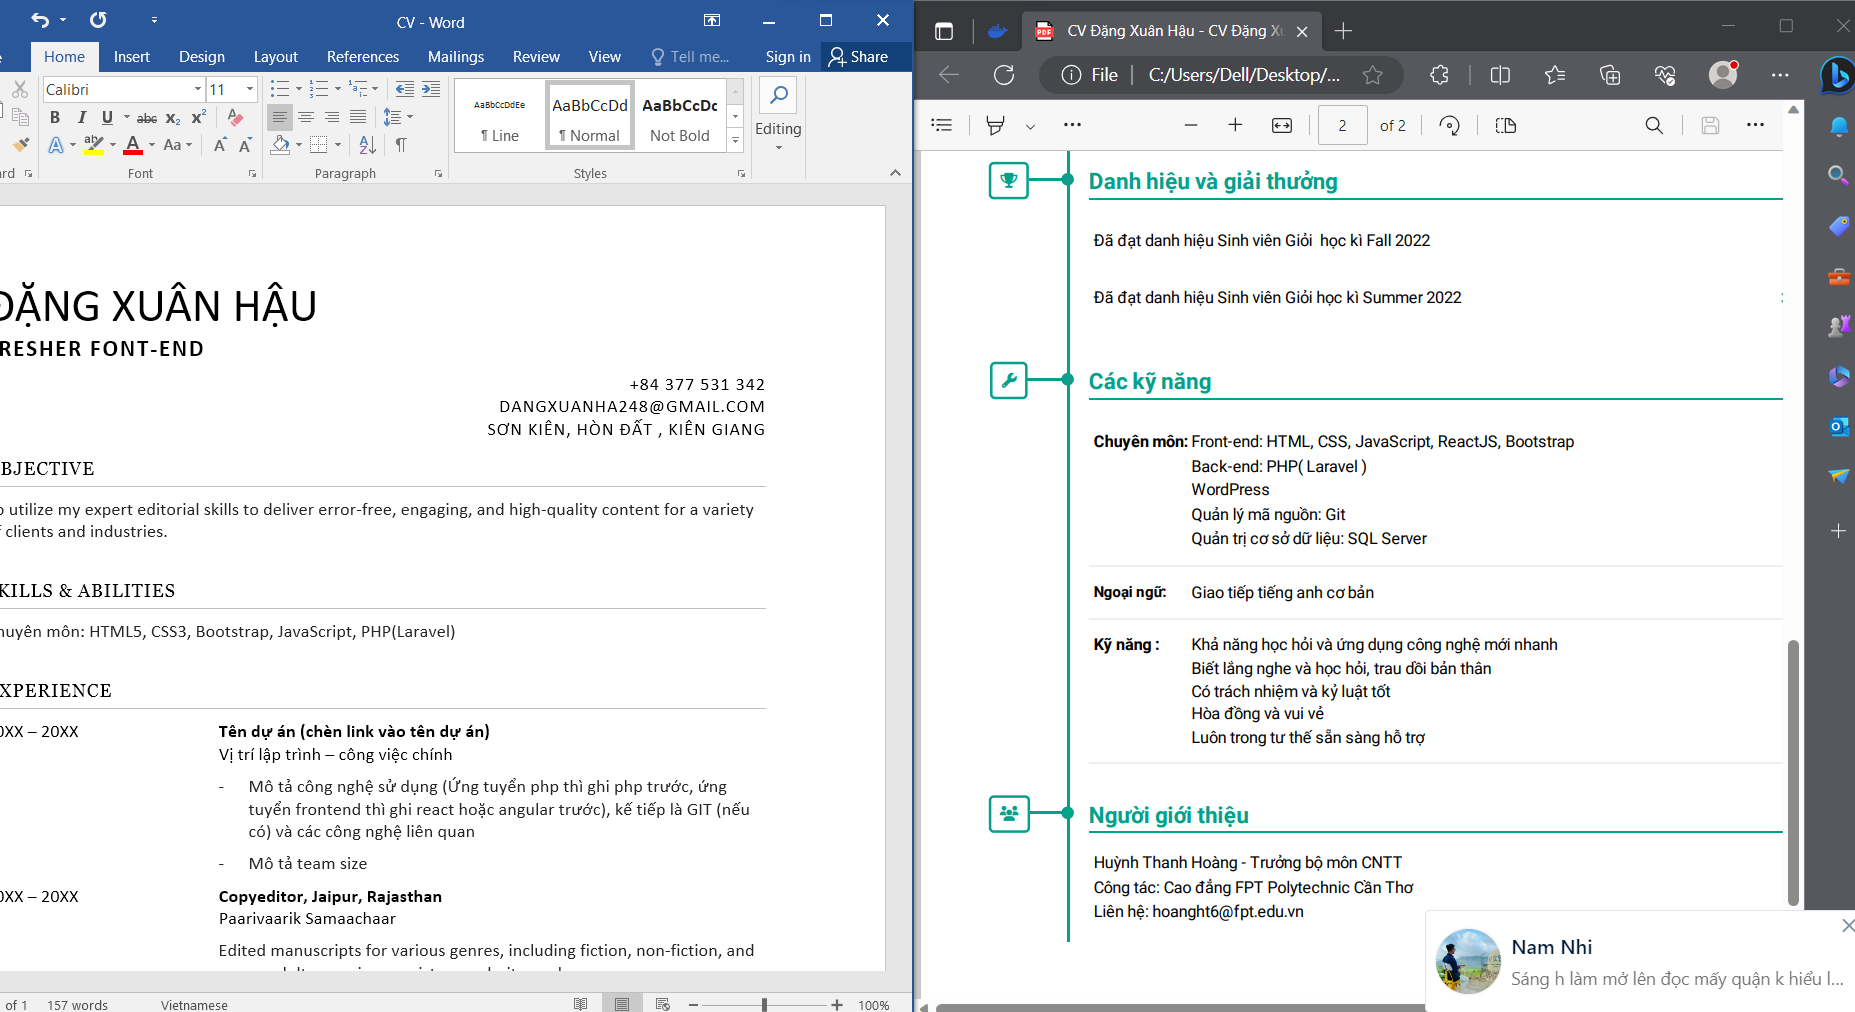 CV - Word
Home Insert Design Layout References Mailings Review View Tell me... Sign in Share
Calibri 11
AaBbCcDdEe AaBbCcDd AaBbCcDc
¶ Line ¶ Normal Not Bold
Editing
B I U abc x₂ x²
A aby A Aa A A
rd Font Paragraph Styles
ĐẶNG XUÂN HẬU
RESHER FONT-END
+84 377 531 342
DANGXUANHA248@GMAIL.COM
SƠN KIÊN, HÒN ĐẤT , KIÊN GIANG
BJECTIVE
o utilize my expert editorial skills to deliver error-free, engaging, and high-quality content for a variety
f clients and industries.
KILLS & ABILITIES
huyên môn: HTML5, CSS3, Bootstrap, JavaScript, PHP(Laravel)
XPERIENCE
0XX – 20XX Tên dự án (chèn link vào tên dự án)
Vị trí lập trình – công việc chính
- Mô tả công nghệ sử dụng (Ứng tuyển php thì ghi php trước, ứng
tuyển frontend thì ghi react hoặc angular trước), kế tiếp là GIT (nếu
có) và các công nghệ liên quan
- Mô tả team size
0XX – 20XX Copyeditor, Jaipur, Rajasthan
Paarivaarik Samaachaar
Edited manuscripts for various genres, including fiction, non-fiction, and
of 1 157 words Vietnamese 100%
PDF CV Đặng Xuân Hậu - CV Đặng Xu
File C:/Users/Dell/Desktop/...
2 of 2
Danh hiệu và giải thưởng
Đã đạt danh hiệu Sinh viên Giỏi  học kì Fall 2022
Đã đạt danh hiệu Sinh viên Giỏi học kì Summer 2022
Các kỹ năng
Chuyên môn: Front-end: HTML, CSS, JavaScript, ReactJS, Bootstrap
Back-end: PHP( Laravel )
WordPress
Quản lý mã nguồn: Git
Quản trị cơ sở dữ liệu: SQL Server
Ngoại ngữ: Giao tiếp tiếng anh cơ bản
Kỹ năng : Khả năng học hỏi và ứng dụng công nghệ mới nhanh
Biết lắng nghe và học hỏi, trau dồi bản thân
Có trách nhiệm và kỷ luật tốt
Hòa đồng và vui vẻ
Luôn trong tư thế sẵn sàng hỗ trợ
Người giới thiệu
Huỳnh Thanh Hoàng - Trưởng bộ môn CNTT
Công tác: Cao đẳng FPT Polytechnic Cần Thơ
Liên hệ: hoanght6@fpt.edu.vn
Nam Nhi
Sáng h làm mở lên đọc mấy quận k hiểu l...